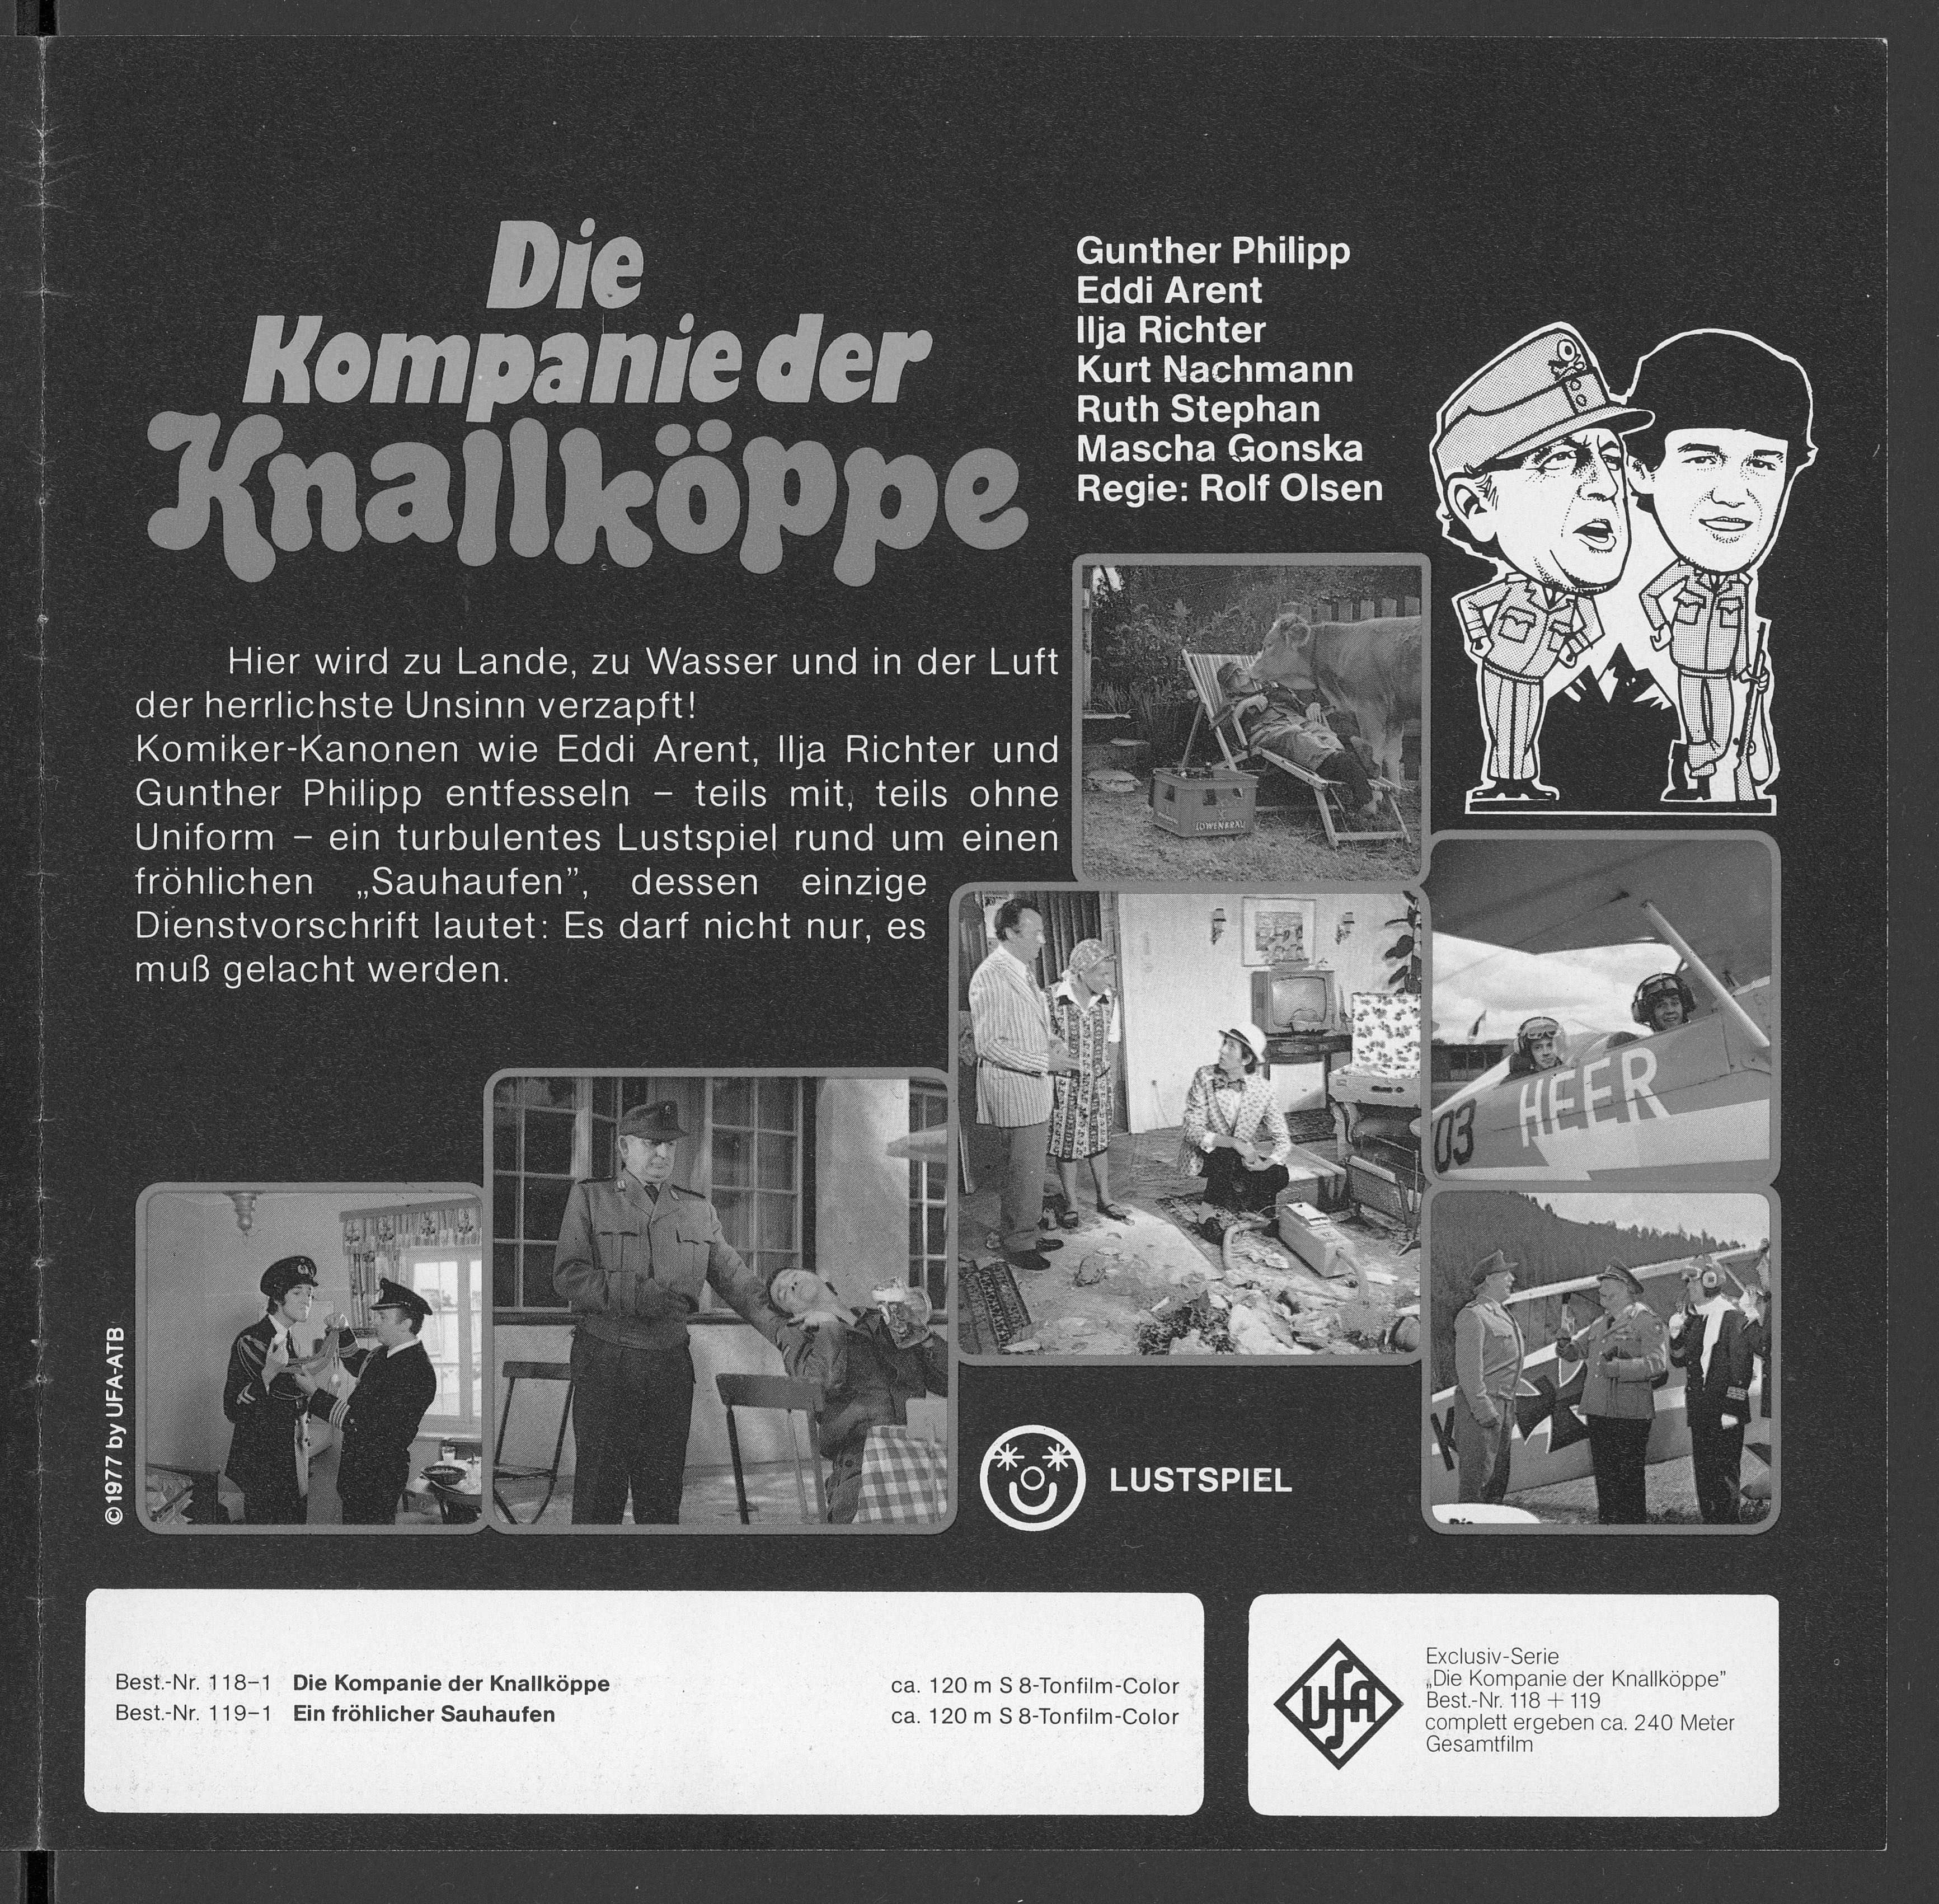 Die
Kompanie der
Knallköppe
Gunther Philipp
Eddi Arent
Ilja Richter
Kurt Nachmann
Ruth Stephan
Mascha Gonska
Regie: Rolf Olsen
Hier wird zu Lande, zu Wasser und in der Luft
der herrlichste Unsinn verzapft!
Komiker-Kanonen wie Eddi Arent, Ilja Richter und
Gunther Philipp entfesseln – teils mit, teils ohne
Uniform – ein turbulentes Lustspiel rund um einen
fröhlichen „Sauhaufen”, dessen einzige
Dienstvorschrift lautet: Es darf nicht nur, es
muß gelacht werden.
LÖWENBRÄU
03 HEER
K
Die
©1977 by UFA-ATB
LUSTSPIEL
Best.-Nr. 118–1 Die Kompanie der Knallköppe ca. 120 m S 8-Tonfilm-Color
Best.-Nr. 119–1 Ein fröhlicher Sauhaufen ca. 120 m S 8-Tonfilm-Color
UFA
Exclusiv-Serie
„Die Kompanie der Knallköppe”
Best.-Nr. 118 + 119
complett ergeben ca. 240 Meter
Gesamtfilm